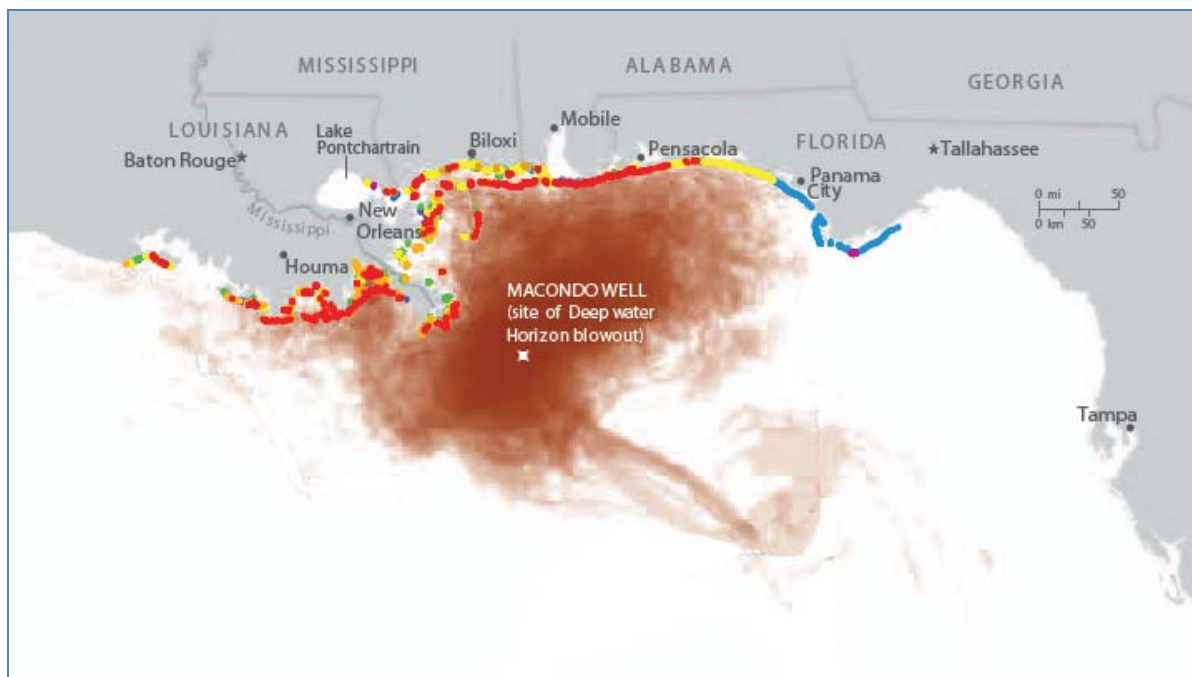 MISSISSIPPI
ALABAMA
GEORGIA
LOUISIANA
Lake
Pontchartrain
Biloxi
Mobile
Pensacola
FLORIDA
Tallahassee
Baton Rouge
Panama
City
0 mi 50
0 km 50
Mississippi
New
Orleans
Houma
MACONDO WELL
(site of Deep water
Horizon blowout)
Tampa